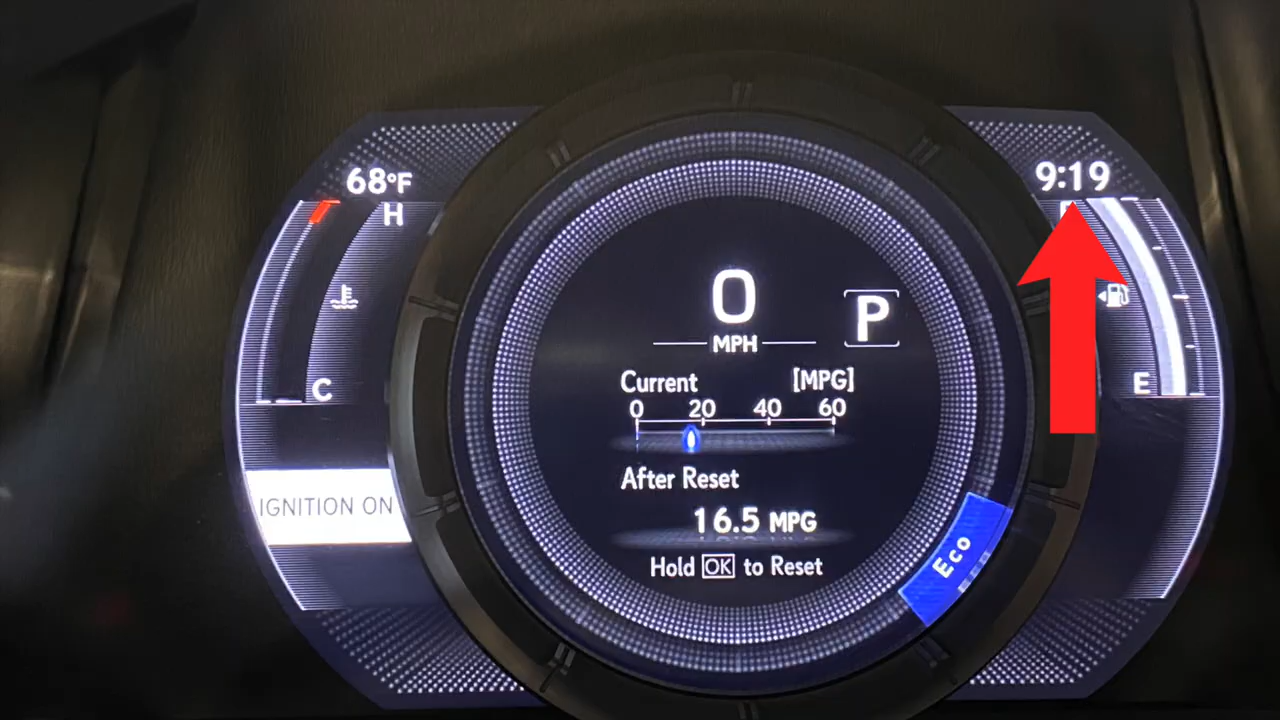 68°F
9:19
H
C
E
0
MPH
P
Current [MPG]
0 20 40 60
After Reset
16.5 MPG
Hold OK to Reset
IGNITION ON
Eco